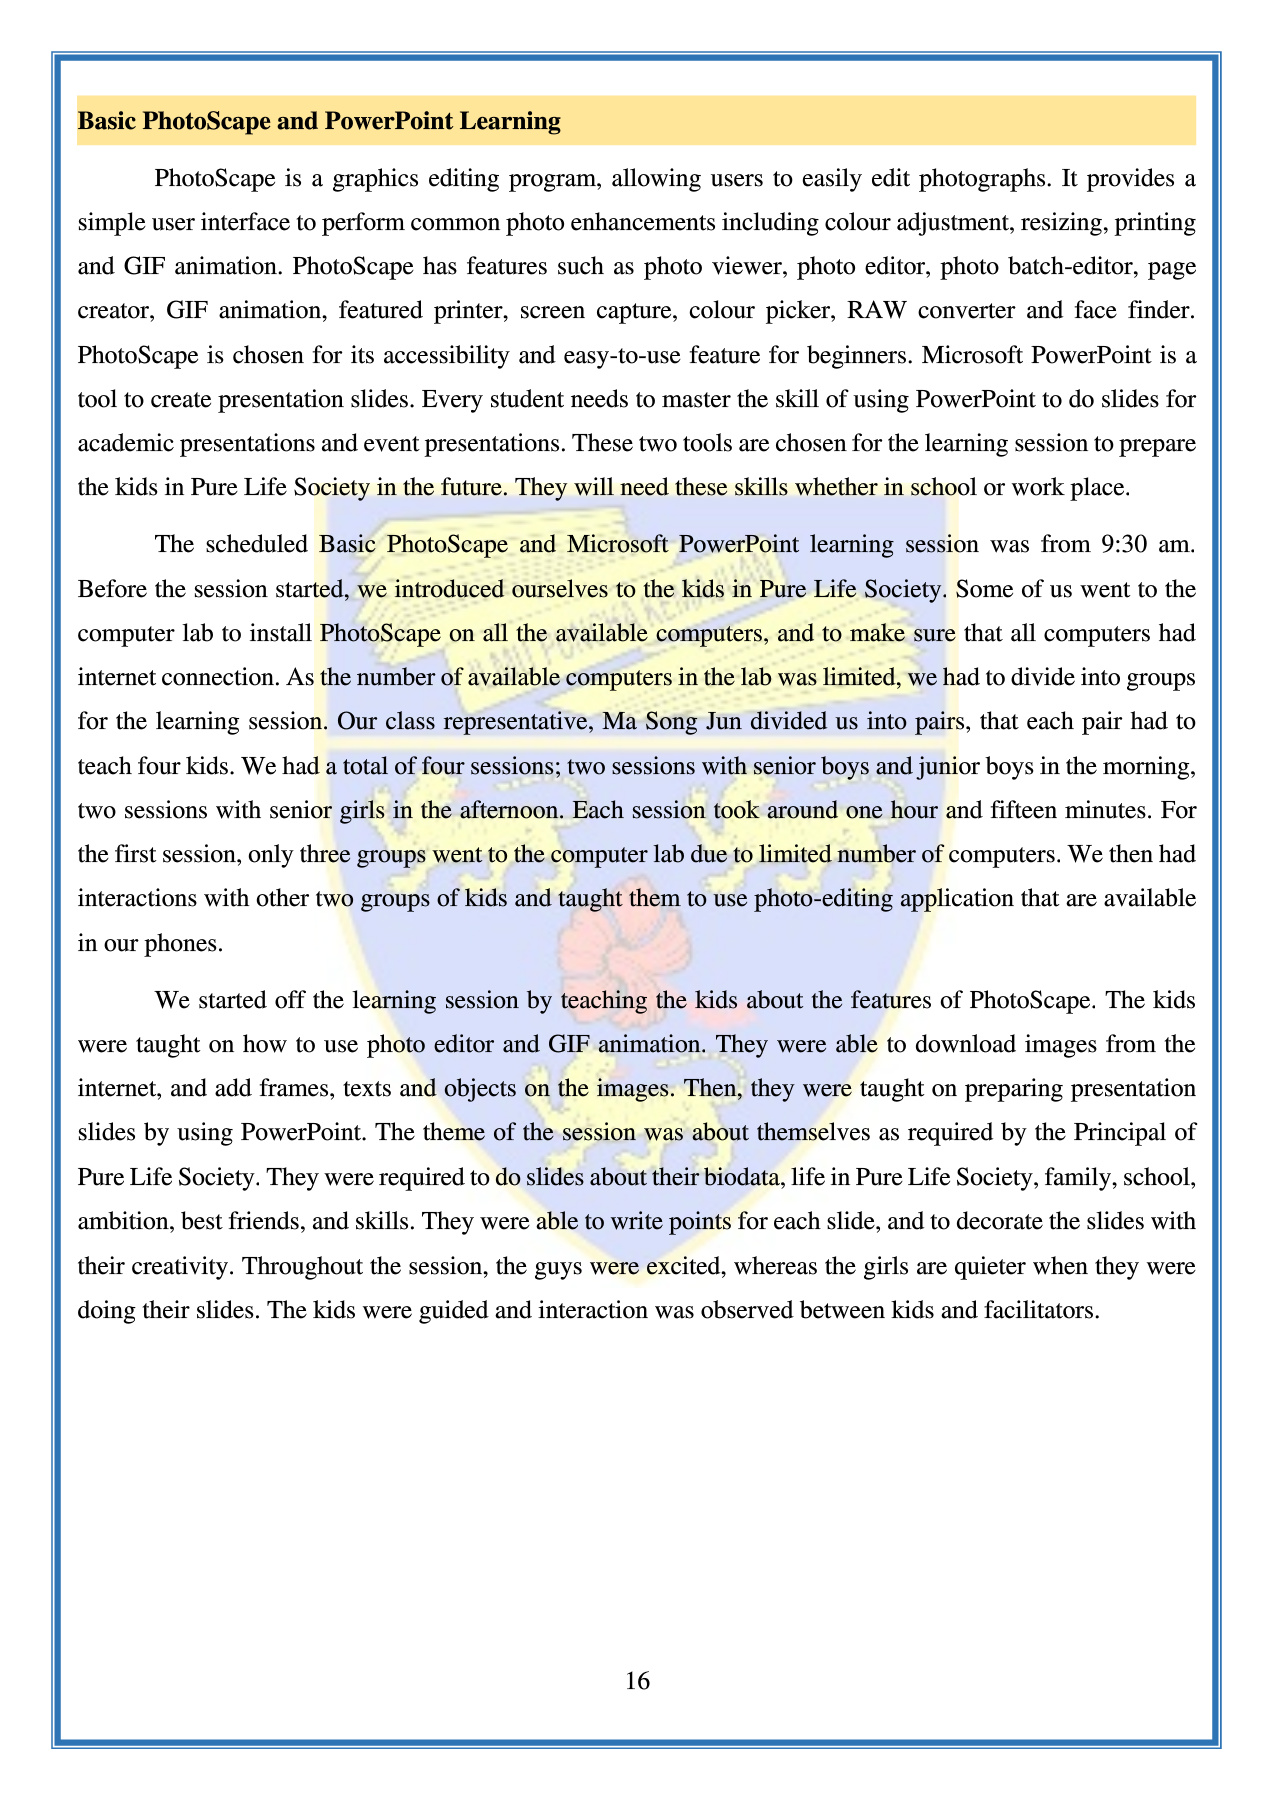 Basic PhotoScape and PowerPoint Learning
PhotoScape is a graphics editing program, allowing users to easily edit photographs. It provides a
simple user interface to perform common photo enhancements including colour adjustment, resizing, printing
and GIF animation. PhotoScape has features such as photo viewer, photo editor, photo batch-editor, page
creator, GIF animation, featured printer, screen capture, colour picker, RAW converter and face finder.
PhotoScape is chosen for its accessibility and easy-to-use feature for beginners. Microsoft PowerPoint is a
tool to create presentation slides. Every student needs to master the skill of using PowerPoint to do slides for
academic presentations and event presentations. These two tools are chosen for the learning session to prepare
the kids in Pure Life Society in the future. They will need these skills whether in school or work place.
The scheduled Basic PhotoScape and Microsoft PowerPoint learning session was from 9:30 am.
Before the session started, we introduced ourselves to the kids in Pure Life Society. Some of us went to the
computer lab to install PhotoScape on all the available computers, and to make sure that all computers had
internet connection. As the number of available computers in the lab was limited, we had to divide into groups
for the learning session. Our class representative, Ma Song Jun divided us into pairs, that each pair had to
teach four kids. We had a total of four sessions; two sessions with senior boys and junior boys in the morning,
two sessions with senior girls in the afternoon. Each session took around one hour and fifteen minutes. For
the first session, only three groups went to the computer lab due to limited number of computers. We then had
interactions with other two groups of kids and taught them to use photo-editing application that are available
in our phones.
We started off the learning session by teaching the kids about the features of PhotoScape. The kids
were taught on how to use photo editor and GIF animation. They were able to download images from the
internet, and add frames, texts and objects on the images. Then, they were taught on preparing presentation
slides by using PowerPoint. The theme of the session was about themselves as required by the Principal of
Pure Life Society. They were required to do slides about their biodata, life in Pure Life Society, family, school,
ambition, best friends, and skills. They were able to write points for each slide, and to decorate the slides with
their creativity. Throughout the session, the guys were excited, whereas the girls are quieter when they were
doing their slides. The kids were guided and interaction was observed between kids and facilitators.
16